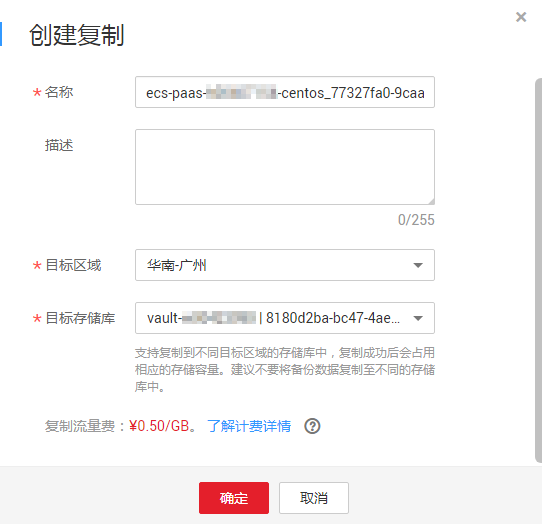 创建复制
* 名称
ecs-paas- -centos_77327fa0-9caa
描述
0/255
* 目标区域
华南-广州
* 目标存储库
vault- | 8180d2ba-bc47-4ae...
支持复制到不同目标区域的存储库中，复制成功后会占用
相应的存储容量。建议不要将备份数据复制至不同的存储
库中。
复制流量费：¥0.50/GB。 了解计费详情
确定
取消